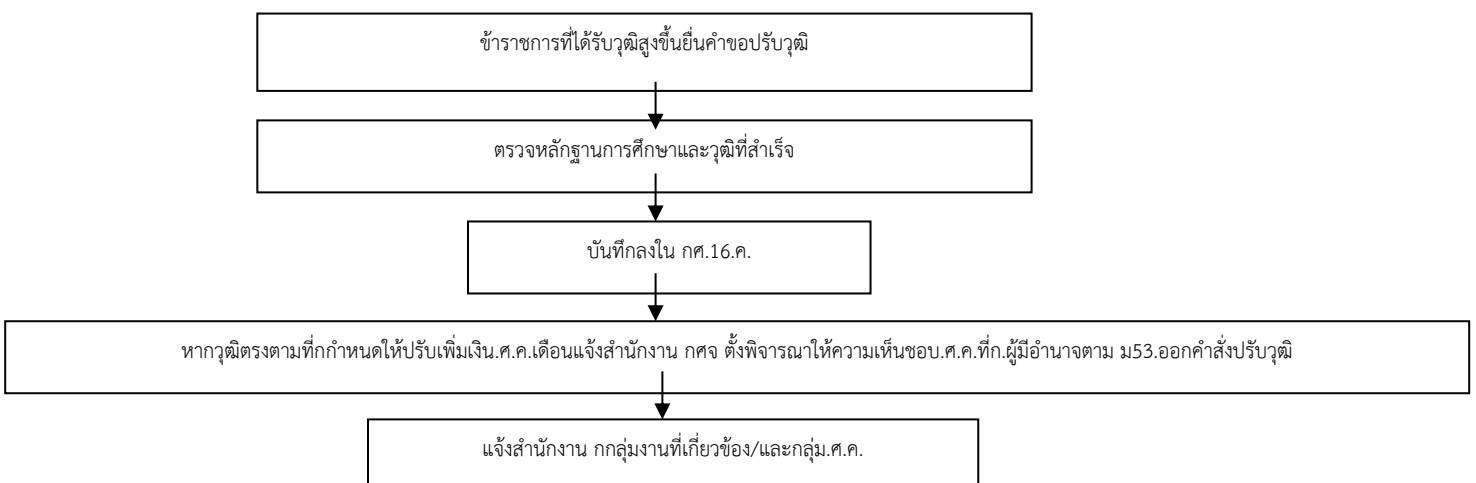 ข้าราชการที่ได้รับวุฒิสูงขึ้นยื่นคำขอปรับวุฒิ
ตรวจหลักฐานการศึกษาและวุฒิที่สำเร็จ
บันทึกลงใน กศ.16.ค.
หากวุฒิตรงตามที่กกำหนดให้ปรับเพิ่มเงิน.ศ.ค.เดือนแจ้งสำนักงาน กศจ ตั้งพิจารณาให้ความเห็นชอบ.ศ.ค.ที่ก.ผู้มีอำนาจตาม ม53.ออกคำสั่งปรับวุฒิ
แจ้งสำนักงาน กกลุ่มงานที่เกี่ยวข้อง/และกลุ่ม.ศ.ค.